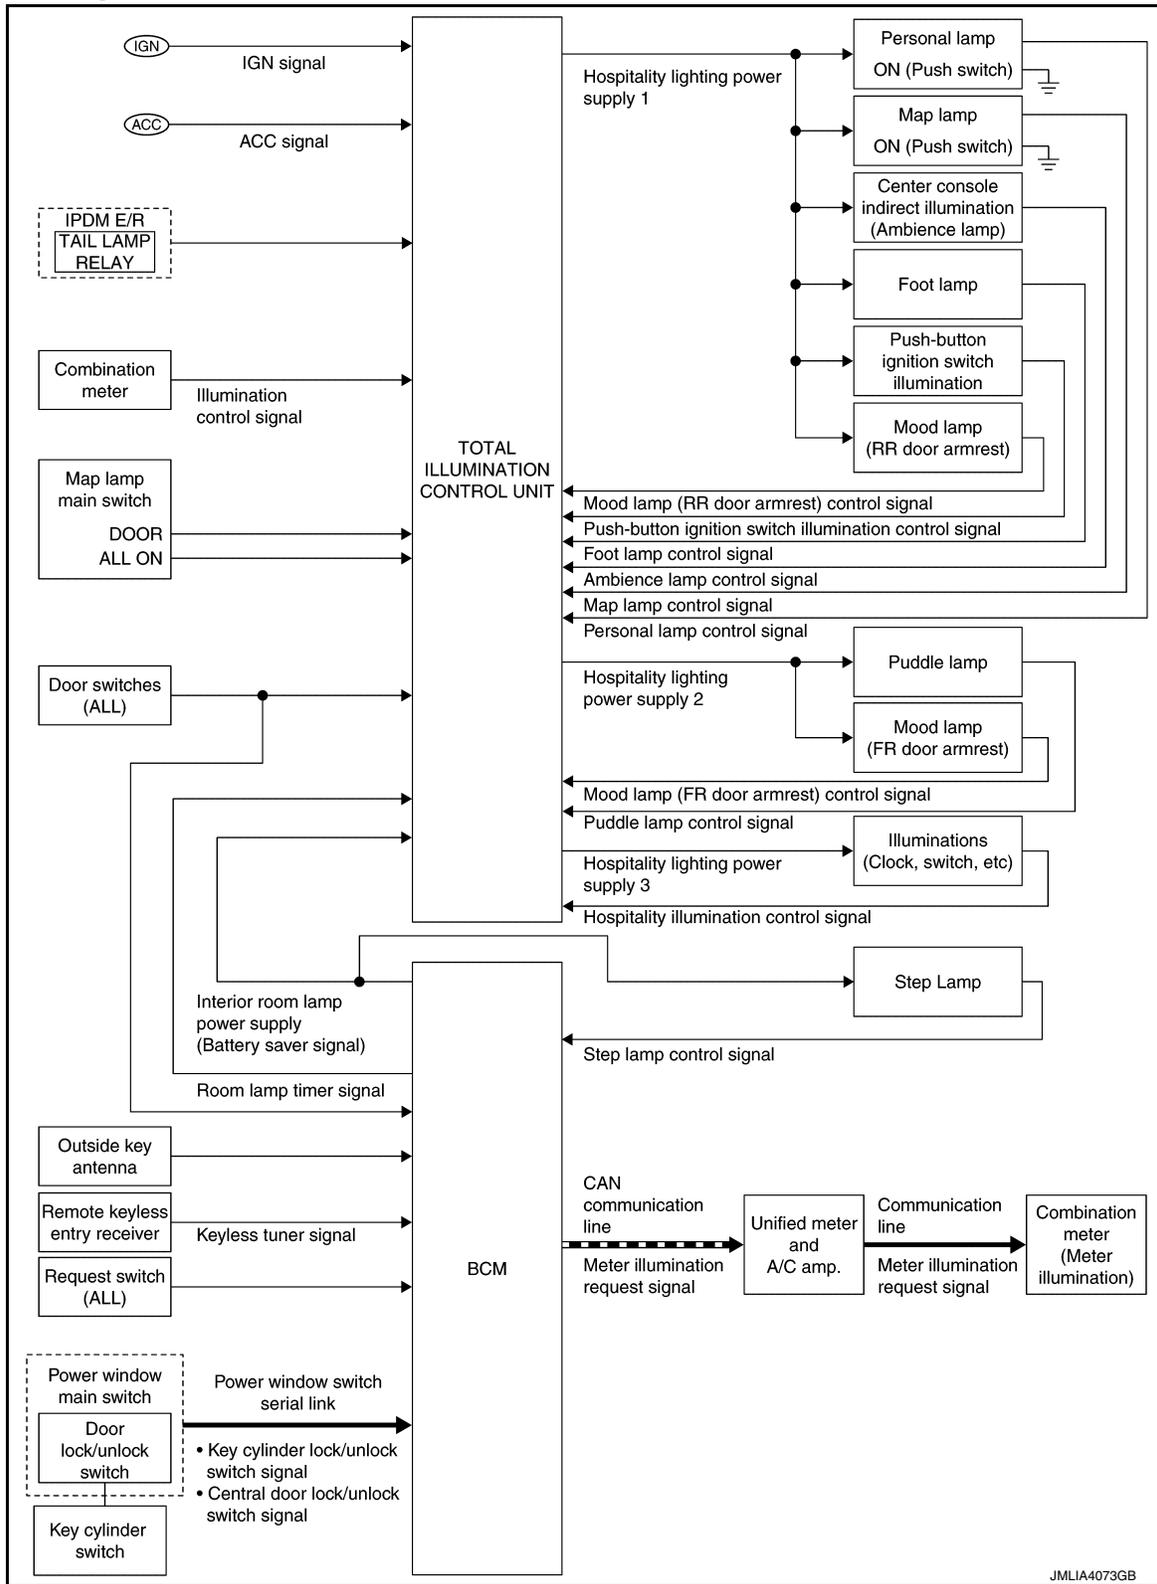 IGN
IGN signal
ACC
ACC signal
IPDM E/R
TAIL LAMP
RELAY
Combination
meter
Illumination
control signal
Map lamp
main switch
DOOR
ALL ON
Door switches
(ALL)
TOTAL
ILLUMINATION
CONTROL UNIT
Hospitality lighting power
supply 1
Personal lamp
ON (Push switch)
Map lamp
ON (Push switch)
Center console
indirect illumination
(Ambience lamp)
Foot lamp
Push-button
ignition switch
illumination
Mood lamp
(RR door armrest)
Mood lamp (RR door armrest) control signal
Push-button ignition switch illumination control signal
Foot lamp control signal
Ambience lamp control signal
Map lamp control signal
Personal lamp control signal
Hospitality lighting
power supply 2
Puddle lamp
Mood lamp
(FR door armrest)
Mood lamp (FR door armrest) control signal
Puddle lamp control signal
Hospitality lighting power
supply 3
Illuminations
(Clock, switch, etc)
Hospitality illumination control signal
Interior room lamp
power supply
(Battery saver signal)
Room lamp timer signal
Step Lamp
Step lamp control signal
Outside key
antenna
Remote keyless
entry receiver
Keyless tuner signal
Request switch
(ALL)
BCM
CAN
communication
line
Meter illumination
request signal
Unified meter
and
A/C amp.
Communication
line
Meter illumination
request signal
Combination
meter
(Meter
illumination)
Power window
main switch
Door
lock/unlock
switch
Key cylinder
switch
Power window switch
serial link
• Key cylinder lock/unlock
switch signal
• Central door lock/unlock
switch signal
JMLIA4073GB